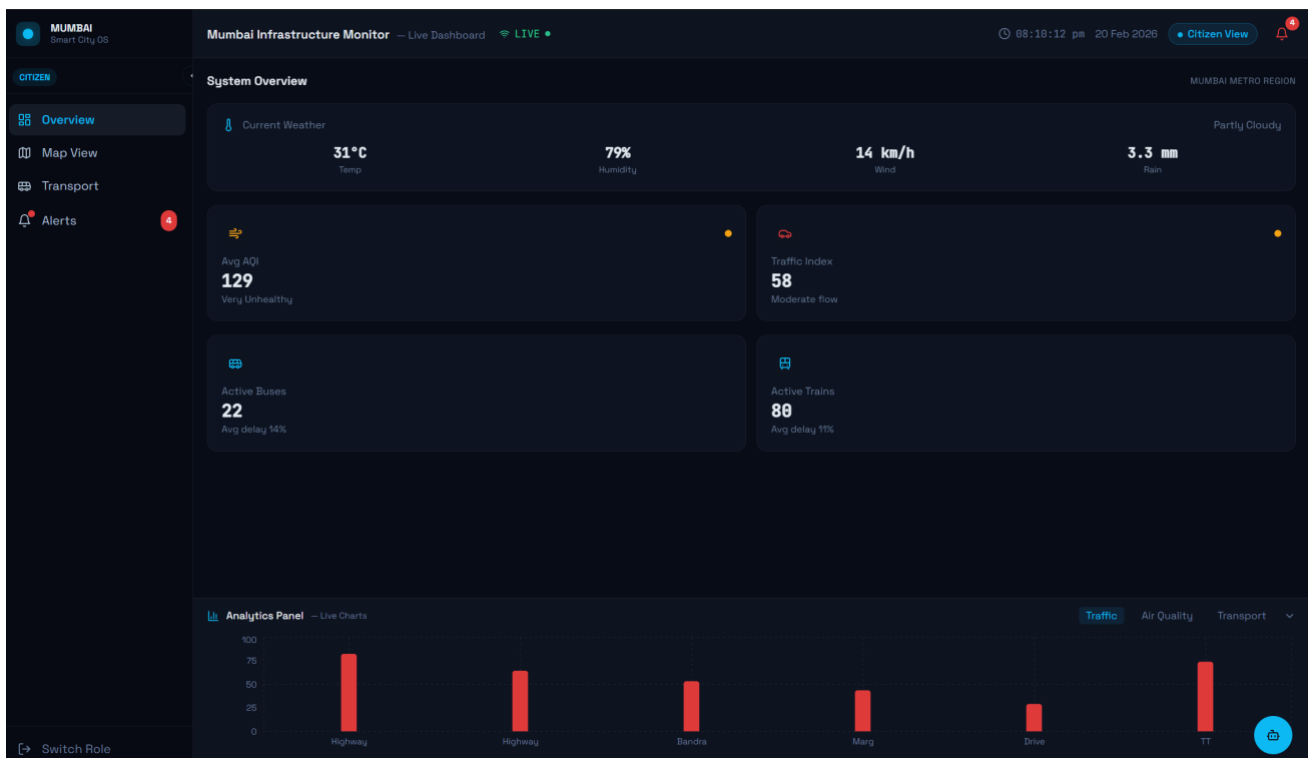 MUMBAI
Smart City OS
CITIZEN
Overview
Map View
Transport
Alerts 4
Switch Role
Mumbai Infrastructure Monitor — Live Dashboard LIVE 08:10:12 pm 20 Feb 2026 Citizen View 4
System Overview MUMBAI METRO REGION
Current Weather Partly Cloudy
31°C 79% 14 km/h 3.3 mm
Temp Humidity Wind Rain
Avg AQI
129
Very Unhealthy
Traffic Index
58
Moderate flow
Active Buses
22
Avg delay 14%
Active Trains
80
Avg delay 11%
Analytics Panel — Live Charts Traffic Air Quality Transport
100
75
50
25
0
Highway Highway Bandra Marg Drive TT